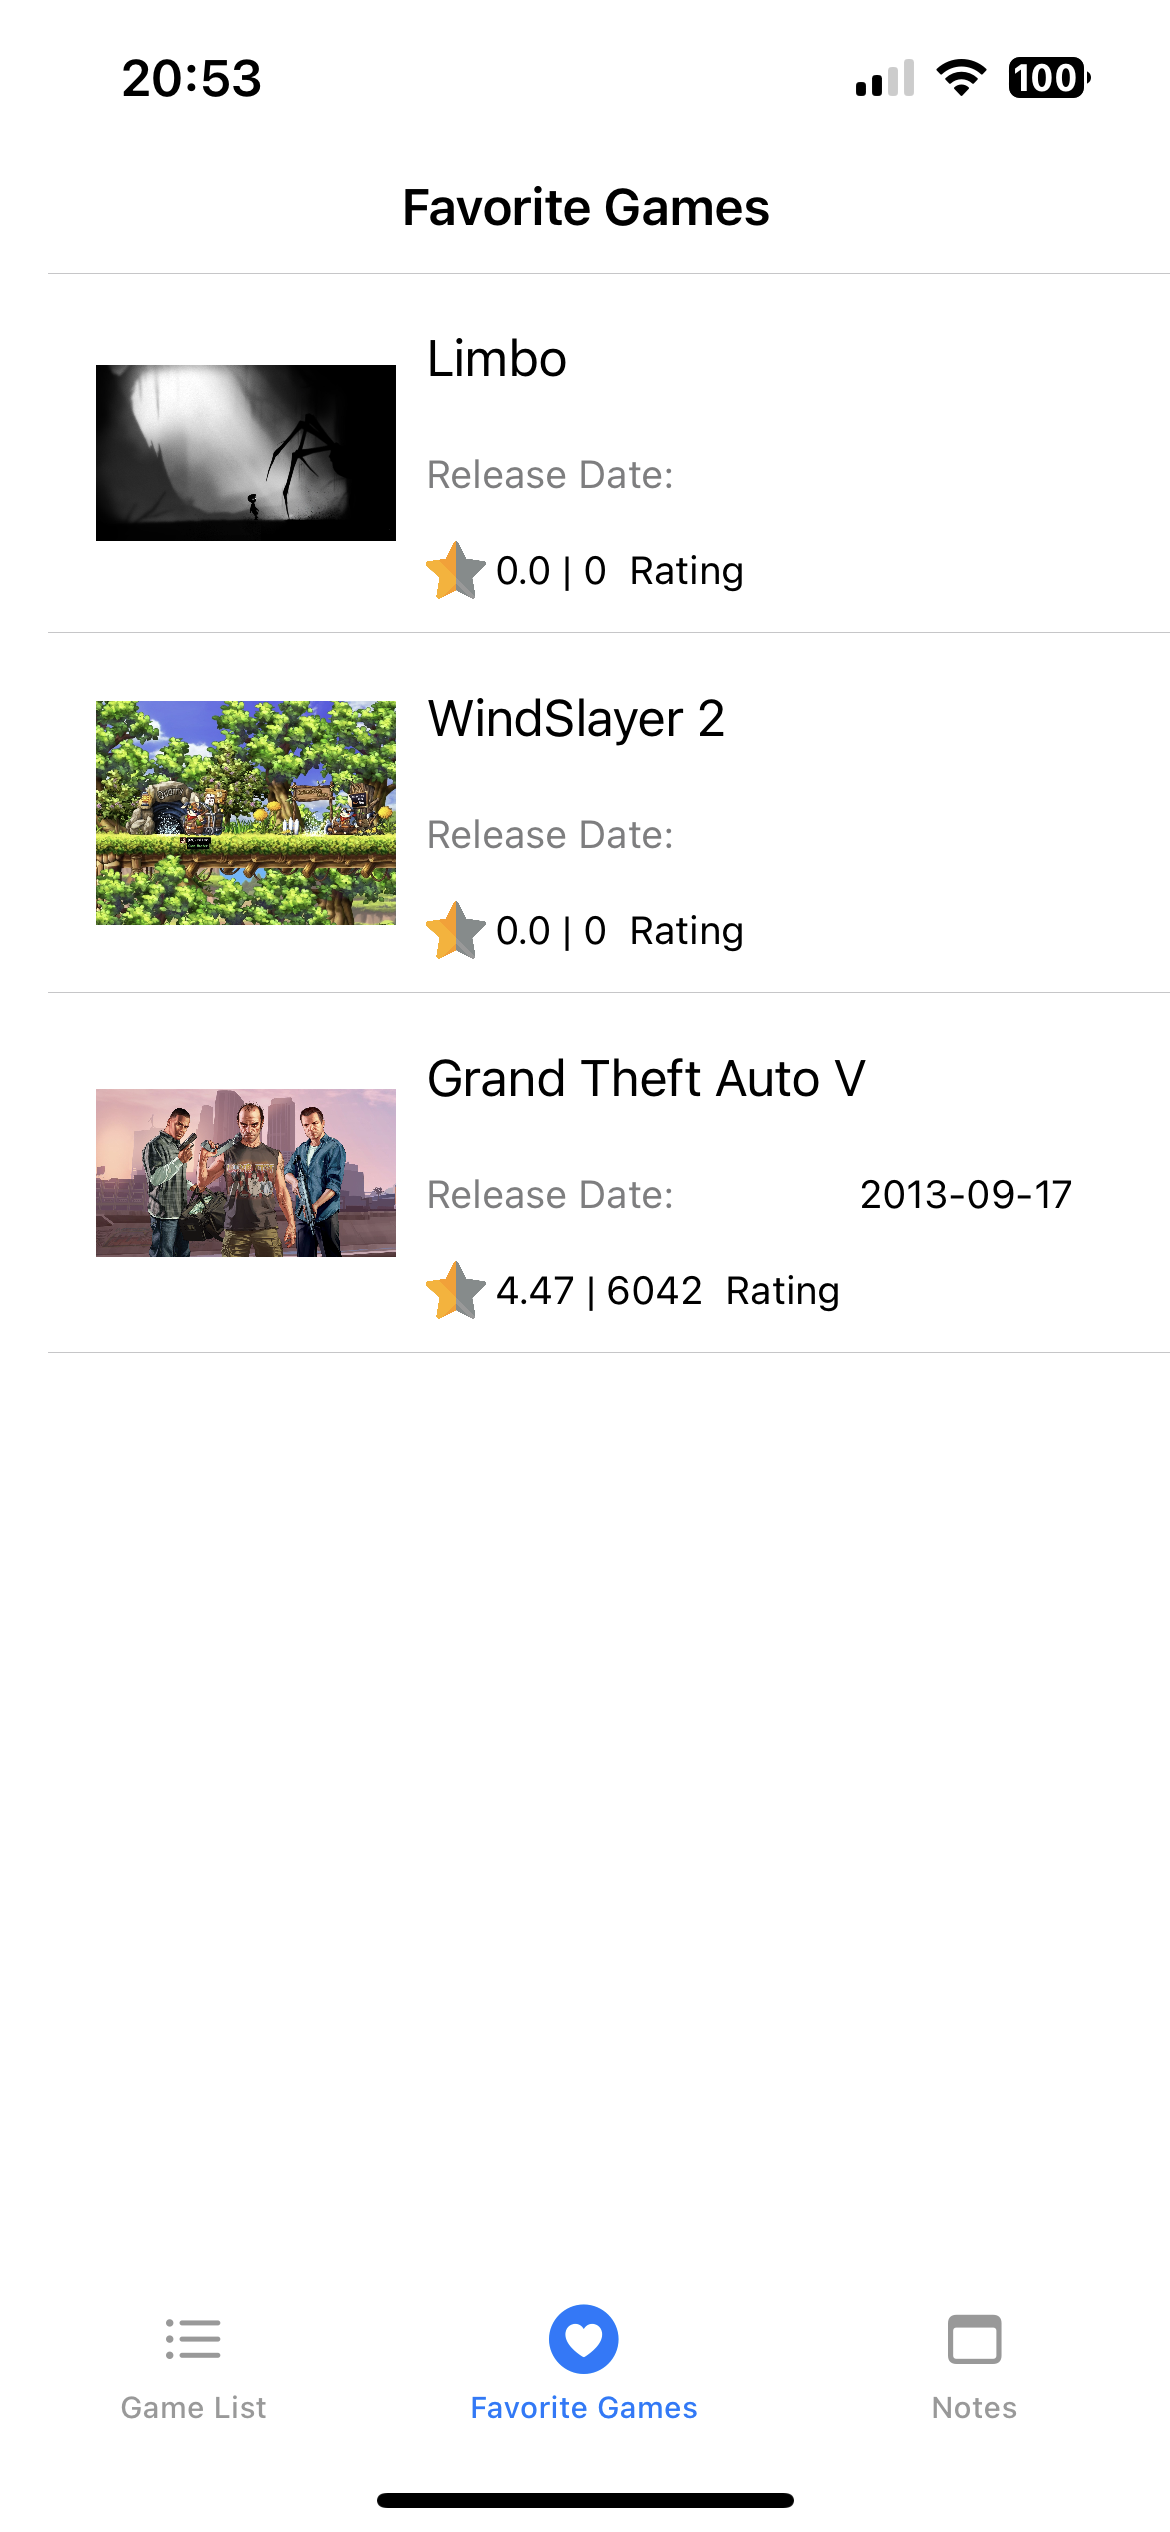 20:53
100
Favorite Games
Limbo
Release Date:
0.0 | 0 Rating
WindSlayer 2
Release Date:
0.0 | 0 Rating
Grand Theft Auto V
Release Date: 2013-09-17
4.47 | 6042 Rating
Game List
Favorite Games
Notes